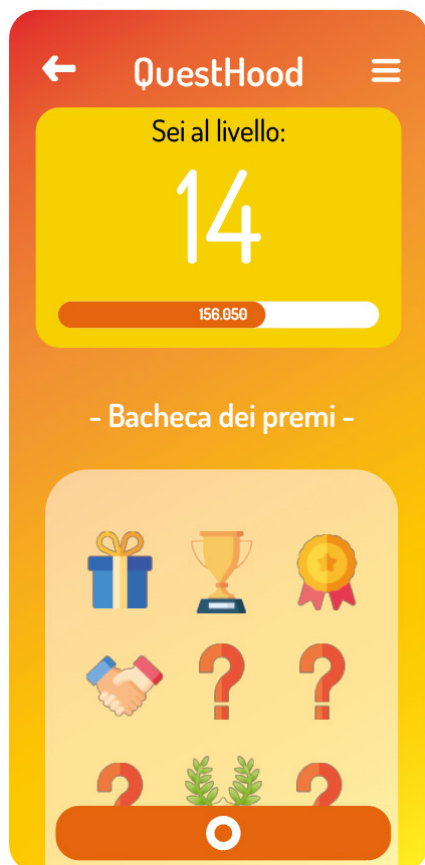 QuestHood
Sei al livello:
14
156.050
- Bacheca dei premi -